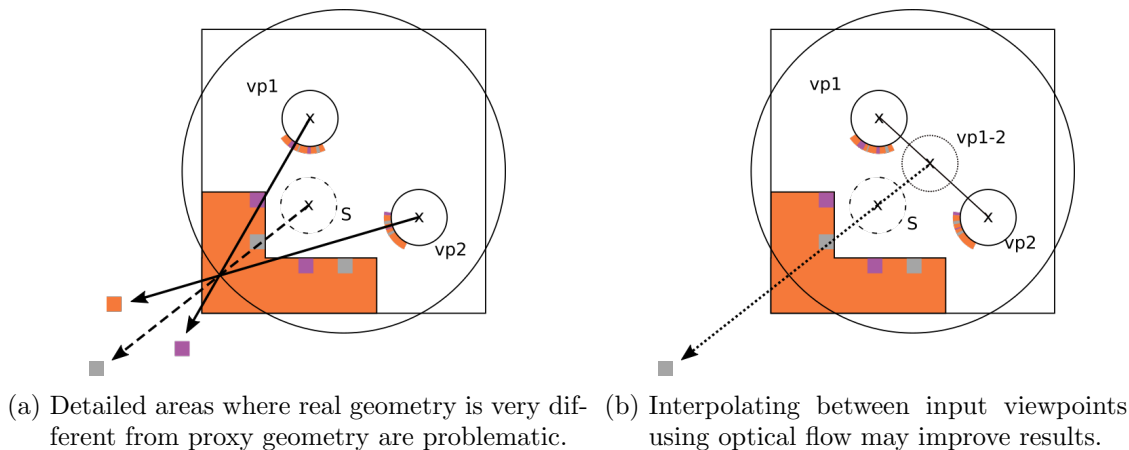 vp1
x
x
S
x
vp2
vp1
x
vp1-2
x
x
S
x
vp2
(a) Detailed areas where real geometry is very dif-
ferent from proxy geometry are problematic.
(b) Interpolating between input viewpoints
using optical flow may improve results.